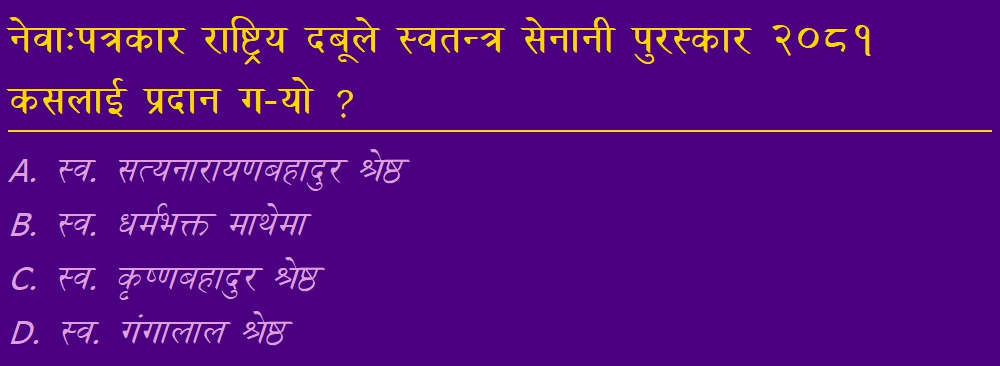 नेवाःपत्रकार राष्ट्रिय दबूले स्वतन्त्र सेनानी पुरस्कार २०८१
कसलाई प्रदान ग-यो ?
A. स्व. सत्यनारायणबहादुर श्रेष्ठ
B. स्व. धर्मभक्त माथेमा
C. स्व. कृष्णबहादुर श्रेष्ठ
D. स्व. गंगालाल श्रेष्ठ